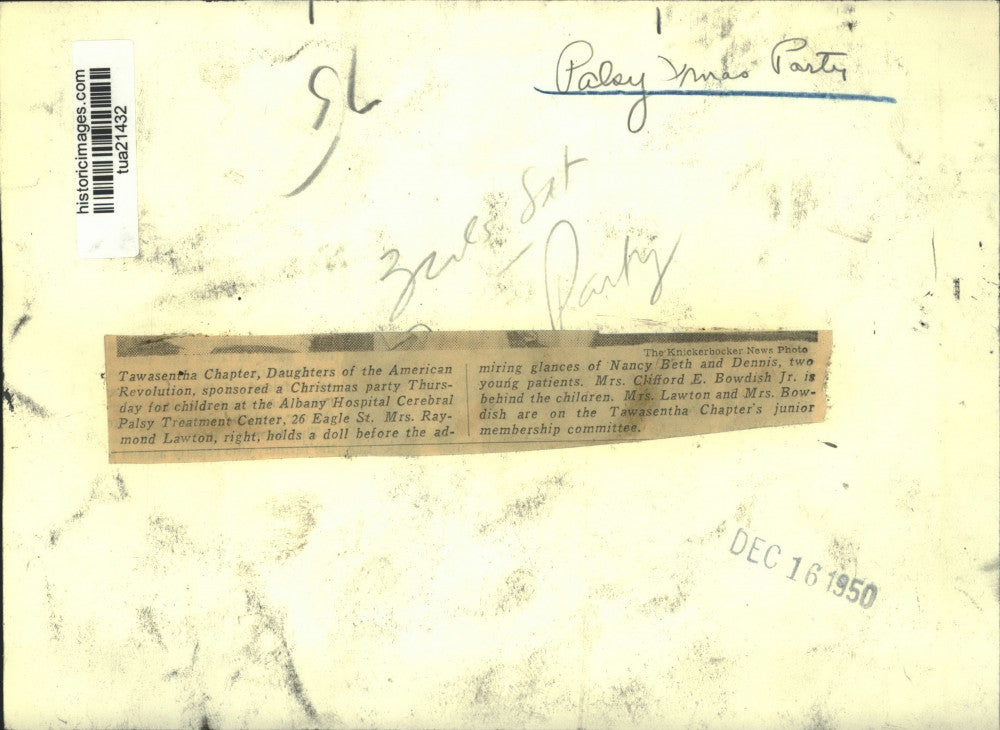 Palsy Xmas Party
historicimages.com
tua21432
Sat
Party
The Knickerbocker News Photo
Tawasentha Chapter, Daughters of the American
Revolution, sponsored a Christmas party Thurs-
day for children at the Albany Hospital Cerebral
Palsy Treatment Center, 26 Eagle St. Mrs. Ray-
mond Lawton, right, holds a doll before the ad-
miring glances of Nancy Beth and Dennis, two
young patients. Mrs. Clifford E. Bowdish Jr. is
behind the children. Mrs. Lawton and Mrs. Bow-
dish are on the Tawasentha Chapter's junior
membership committee.
DEC 16 1950